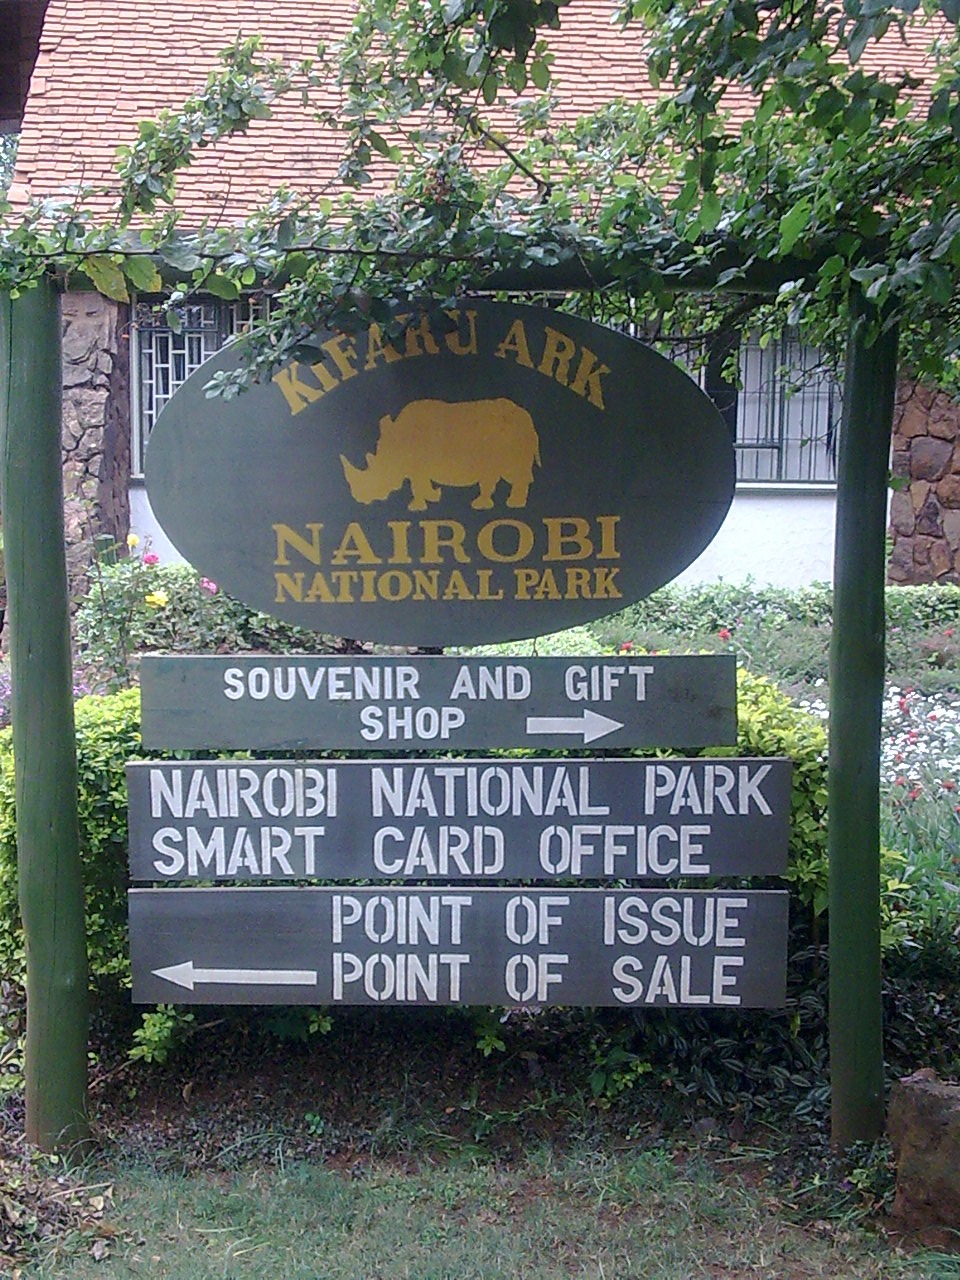 KIFARU ARK
NAIROBI
NATIONAL PARK
SOUVENIR AND GIFT
SHOP
NAIROBI NATIONAL PARK
SMART CARD OFFICE
POINT OF ISSUE
POINT OF SALE